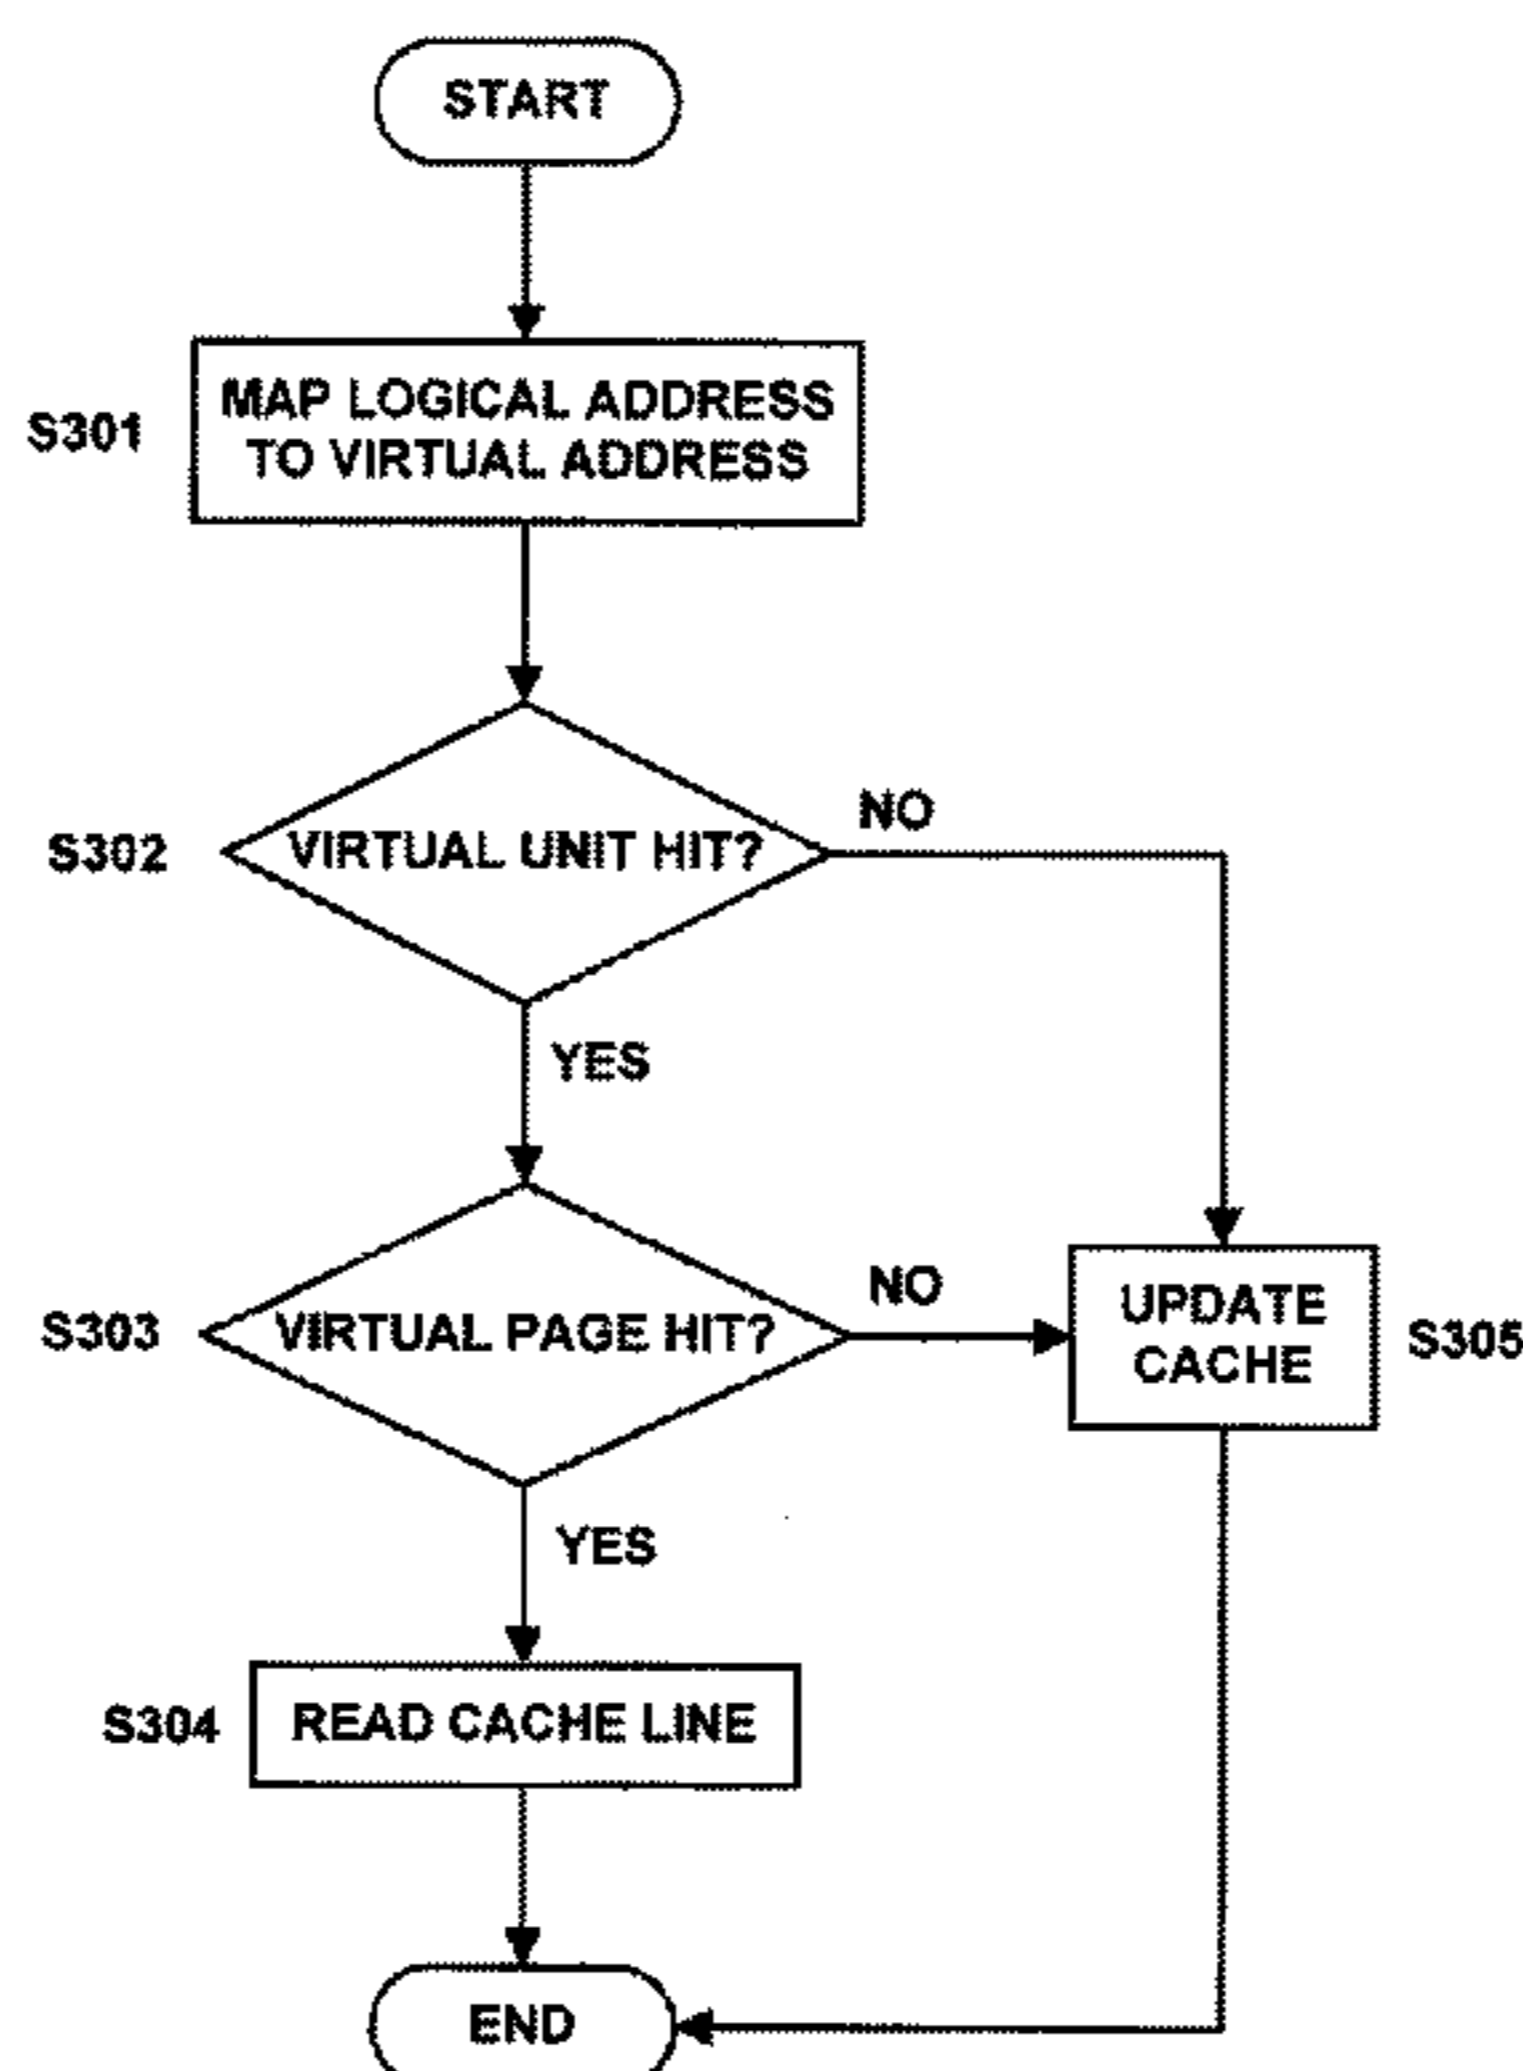 START
S301
MAP LOGICAL ADDRESS
TO VIRTUAL ADDRESS
S302
VIRTUAL UNIT HIT?
NO
YES
S303
VIRTUAL PAGE HIT?
NO
UPDATE
CACHE
S305
YES
S304
READ CACHE LINE
END